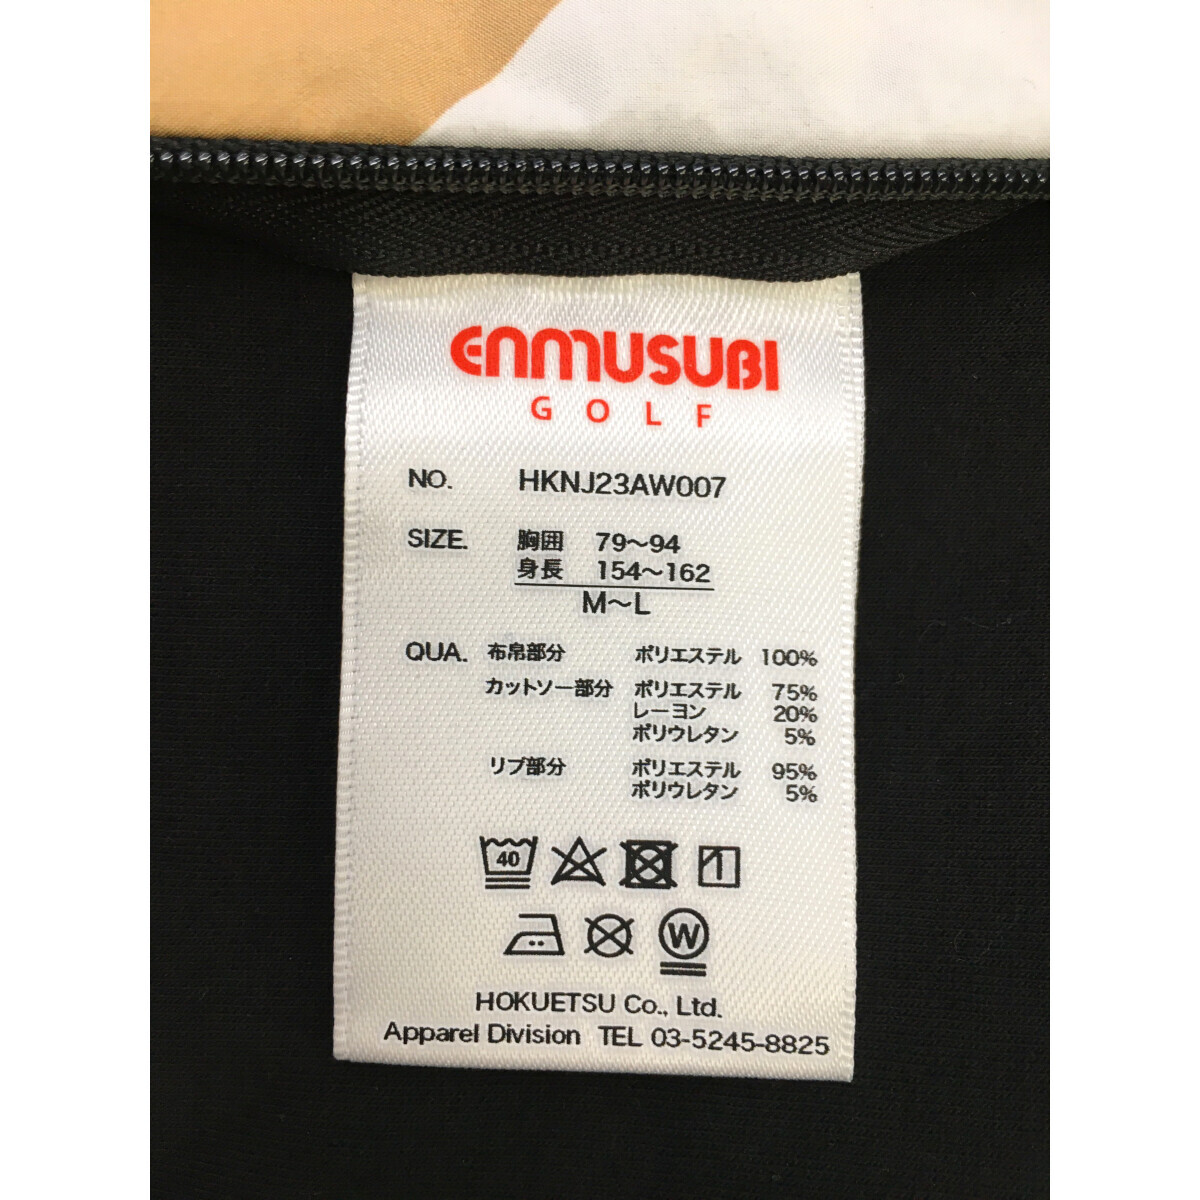 ENMUSUBI
GOLF
NO. HKNJ23AW007
SIZE. 胸囲 79〜94
身長 154〜162
M〜L
QUA. 布帛部分 ポリエステル 100%
カットソー部分 ポリエステル 75%
レーヨン 20%
ポリウレタン 5%
リブ部分 ポリエステル 95%
ポリウレタン 5%
40
W
HOKUETSU Co., Ltd.
Apparel Division TEL 03-5245-8825